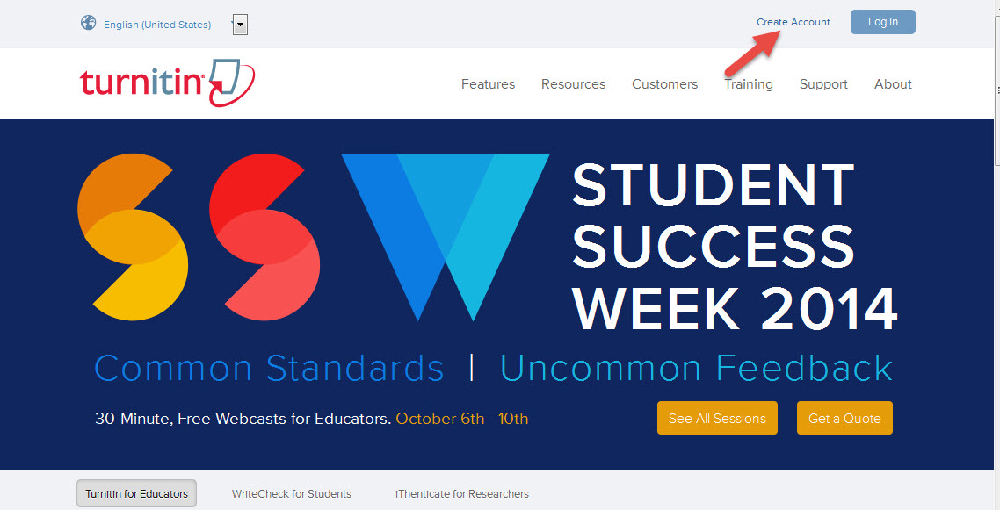 English (United States)
Create Account
Log In
turnitin
Features
Resources
Customers
Training
Support
About
SSW
STUDENT
SUCCESS
WEEK 2014
Common Standards | Uncommon Feedback
30-Minute, Free Webcasts for Educators. October 6th - 10th
See All Sessions
Get a Quote
Turnitin for Educators
WriteCheck for Students
iThenticate for Researchers